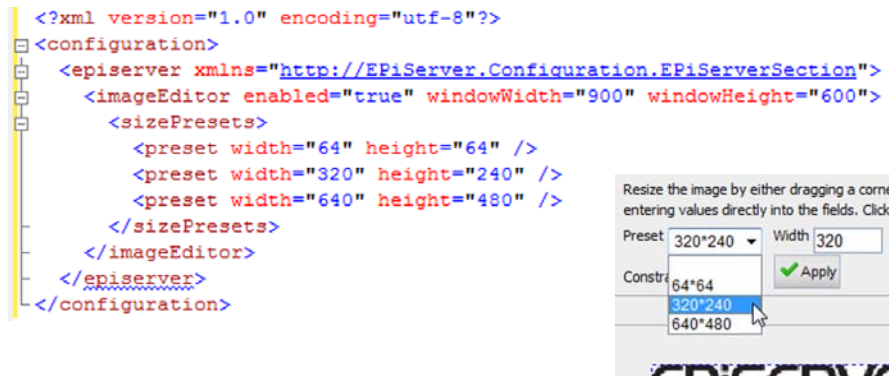 <?xml version="1.0" encoding="utf-8"?>
<configuration>
<episerver xmlns="http://EPiServer.Configuration.EPiServerSection">
<imageEditor enabled="true" windowWidth="900" windowHeight="600">
<sizePresets>
<preset width="64" height="64" />
<preset width="320" height="240" />
<preset width="640" height="480" />
</sizePresets>
</imageEditor>
</episerver>
</configuration>
Resize the image by either dragging a corne
entering values directly into the fields. Click
Preset 320*240 Width 320
Constra Apply
64*64
320*240
640*480